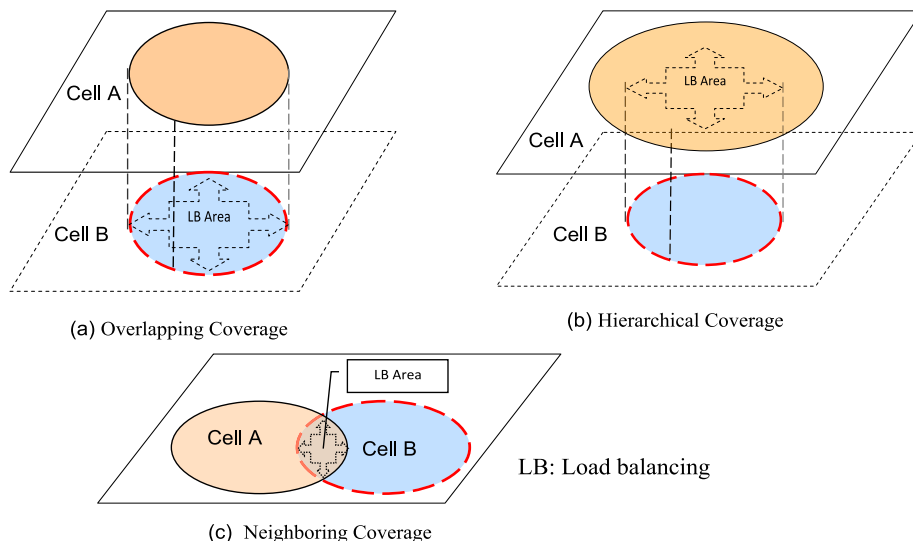 Cell A
LB Area
Cell B
(a) Overlapping Coverage
LB Area
Cell A
Cell B
(b) Hierarchical Coverage
LB Area
Cell A
Cell B
LB: Load balancing
(c) Neighboring Coverage